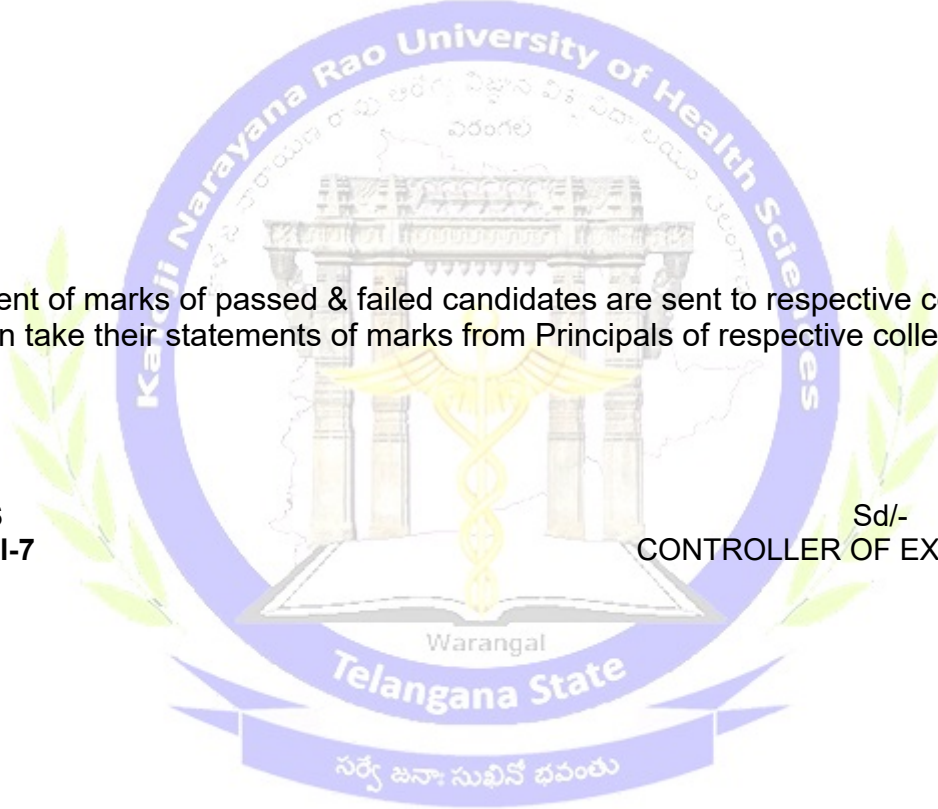 Kaloji Narayana Rao University of Health Sciences
వరంగల్
ent of marks of passed & failed candidates are sent to respective c
n take their statements of marks from Principals of respective colle
Sd/-
I-7
CONTROLLER OF EX
Warangal
Telangana State
సర్వే జనాః సుఖినో భవంతు